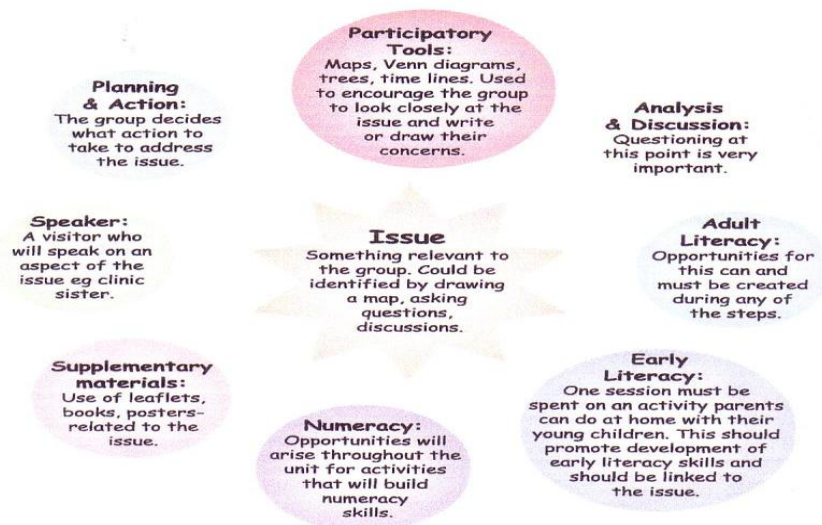 Participatory
Tools:
Maps, Venn diagrams,
trees, time lines. Used
to encourage the group
to look closely at the
issue and write
or draw their
concerns.
Planning
& Action:
The group decides
what action to
take to address
the issue.
Analysis
& Discussion:
Questioning at
this point is very
important.
Speaker:
A visitor who
will speak on an
aspect of the
issue eg clinic
sister.
Issue
Something relevant to
the group. Could be
identified by drawing
a map, asking
questions,
discussions.
Adult
Literacy:
Opportunities for
this can and
must be created
during any of
the steps.
Supplementary
materials:
Use of leaflets,
books, posters-
related to the
issue.
Numeracy:
Opportunities will
arise throughout the
unit for activities
that will build
numeracy
skills.
Early
Literacy:
One session must be
spent on an activity parents
can do at home with their
young children. This should
promote development of
early literacy skills and
should be linked to
the issue.